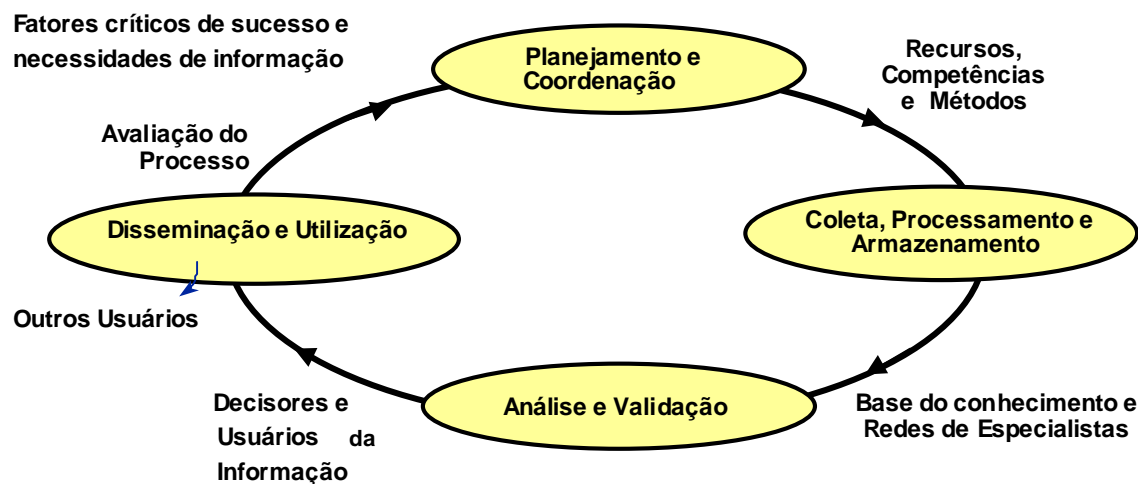 Fatores críticos de sucesso e
necessidades de informação
Planejamento e
Coordenação
Recursos,
Competências
e Métodos
Avaliação do
Processo
Disseminação e Utilização
Coleta, Processamento e
Armazenamento
Outros Usuários
Decisores e
Usuários da
Informação
Análise e Validação
Base do conhecimento e
Redes de Especialistas